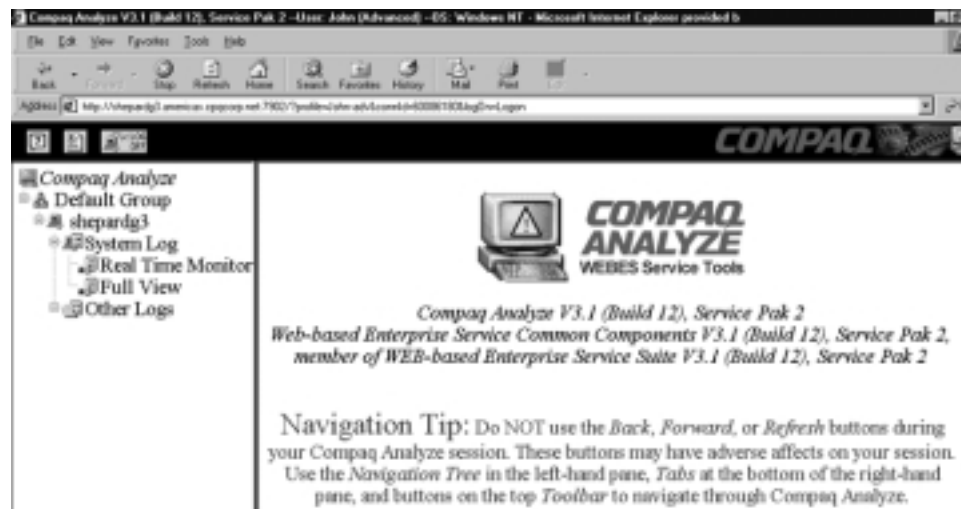 Compaq Analyze V3.1 (Build 12), Service Pak 2 --User: John (Advanced) --OS: Windows NT - Microsoft Internet Explorer provided b
File Edit View Favorites Tools Help
Back Forward Stop Refresh Home Search Favorites History Mail Print Edit
Address
COMPAQ
Compaq Analyze
Default Group
shepardg3
System Log
Real Time Monitor
Full View
Other Logs
COMPAQ
ANALYZE
WEBES Service Tools
Compaq Analyze V3.1 (Build 12), Service Pak 2
Web-based Enterprise Service Common Components V3.1 (Build 12), Service Pak 2,
member of WEB-based Enterprise Service Suite V3.1 (Build 12), Service Pak 2
Navigation Tip: Do NOT use the Back, Forward, or Refresh buttons during
your Compaq Analyze session. These buttons may have adverse affects on your session.
Use the Navigation Tree in the left-hand pane, Tabs at the bottom of the right-hand
pane, and buttons on the top Toolbar to navigate through Compaq Analyze.